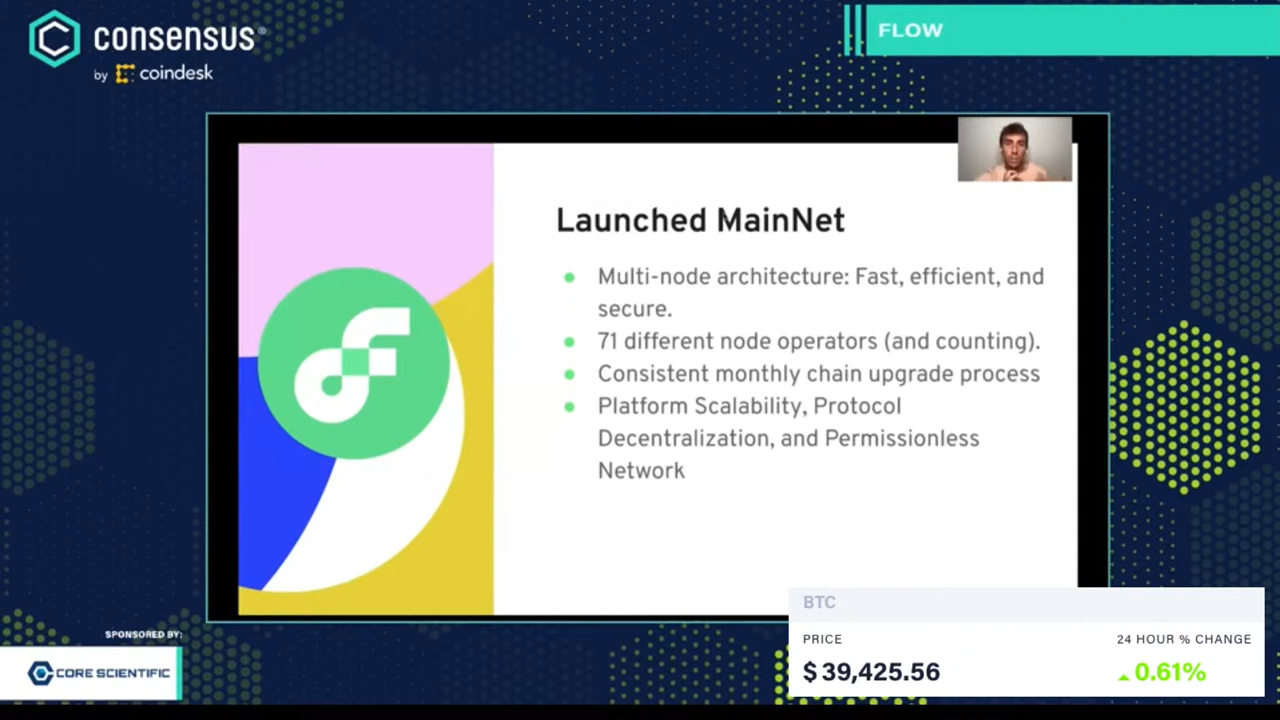 consensus®
by coindesk
FLOW
Launched MainNet
Multi-node architecture: Fast, efficient, and
secure.
71 different node operators (and counting).
Consistent monthly chain upgrade process
Platform Scalability, Protocol
Decentralization, and Permissionless
Network
SPONSORED BY:
CORE SCIENTIFIC
BTC
PRICE
24 HOUR % CHANGE
$ 39,425.56
0.61%